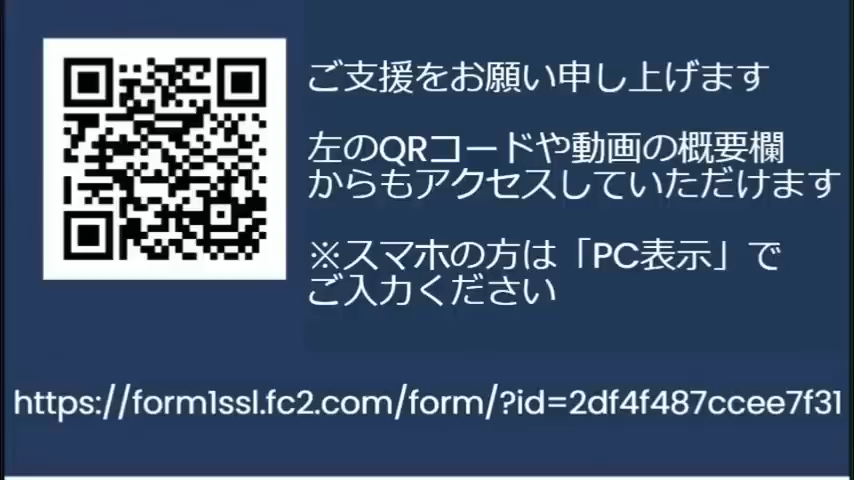 ご支援をお願い申し上げます
左のQRコードや動画の概要欄
からもアクセスしていただけます
※スマホの方は「PC表示」で
ご入力ください
https://form1ssl.fc2.com/form/?id=2df4f487ccee7f31